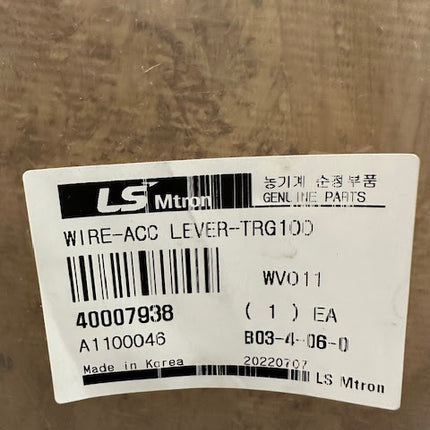 LS Mtron 농기계 순정부품
GENUINE PARTS
WIRE-ACC LEVER-TRG100
WV011
40007938 ( 1 ) EA
A1100046 B03-4-06-0
Made in Korea 20220707
LS Mtron